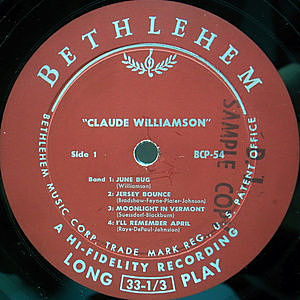 BETHLEHEM
"CLAUDE WILLIAMSON"
Side 1
BCP-54
SAMPLE COP
Band 1: JUNE BUG
(Williamson)
2: JERSEY BOUNCE
(Bradshaw-Feyne-Plater-Johnson)
3: MOONLIGHT IN VERMONT
(Suessdorf-Blackburn)
4: I'LL REMEMBER APRIL
(Raye-DePaul-Johnston)
BETHLEHEM MUSIC CORP. TRADE MARK REG., U.S. PATENT OFFICE
A HI-FIDELITY RECORDING
LONG 33-1/3 PLAY